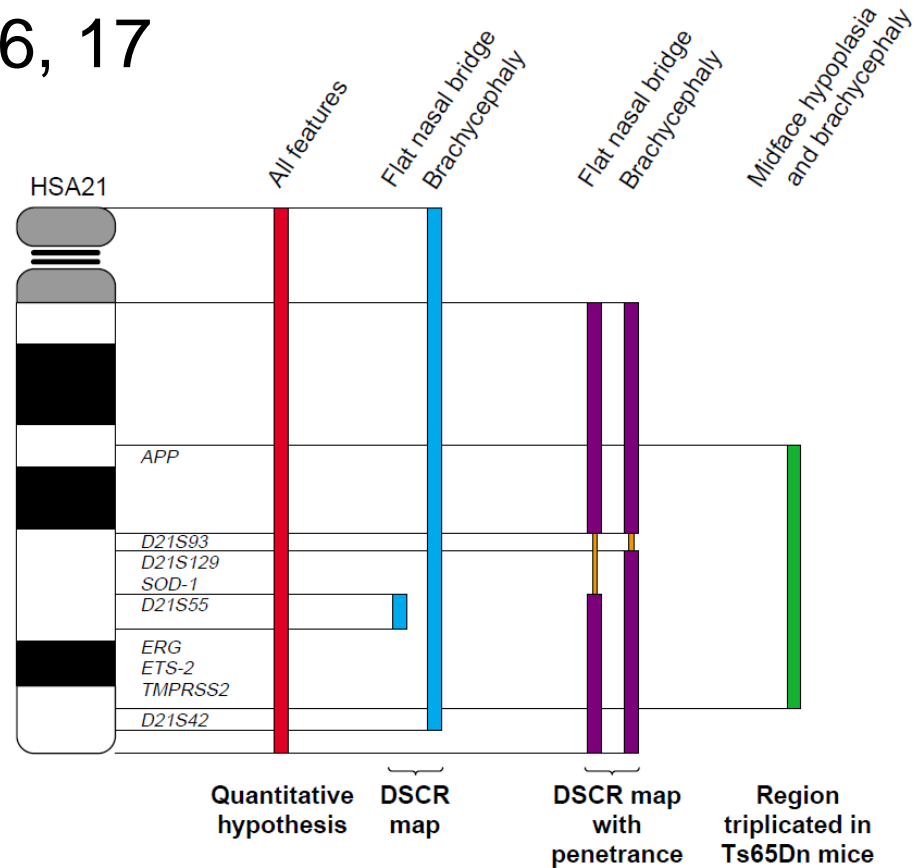 6, 17
All features
Flat nasal bridge
Brachycephaly
Flat nasal bridge
Brachycephaly
Midface hypoplasia
and brachycephaly
HSA21
APP
D21S93
D21S129
SOD-1
D21S55
ERG
ETS-2
TMPRSS2
D21S42
Quantitative
hypothesis
DSCR
map
DSCR map
with
penetrance
Region
triplicated in
Ts65Dn mice